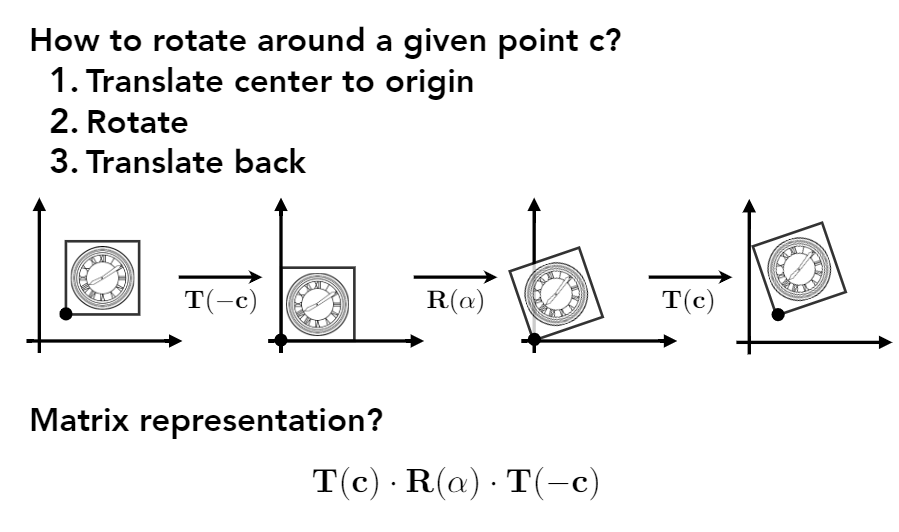 How to rotate around a given point c?
1. Translate center to origin
2. Rotate
3. Translate back
T(−c)
R(α)
T(c)
Matrix representation?
T(c) · R(α) · T(−c)